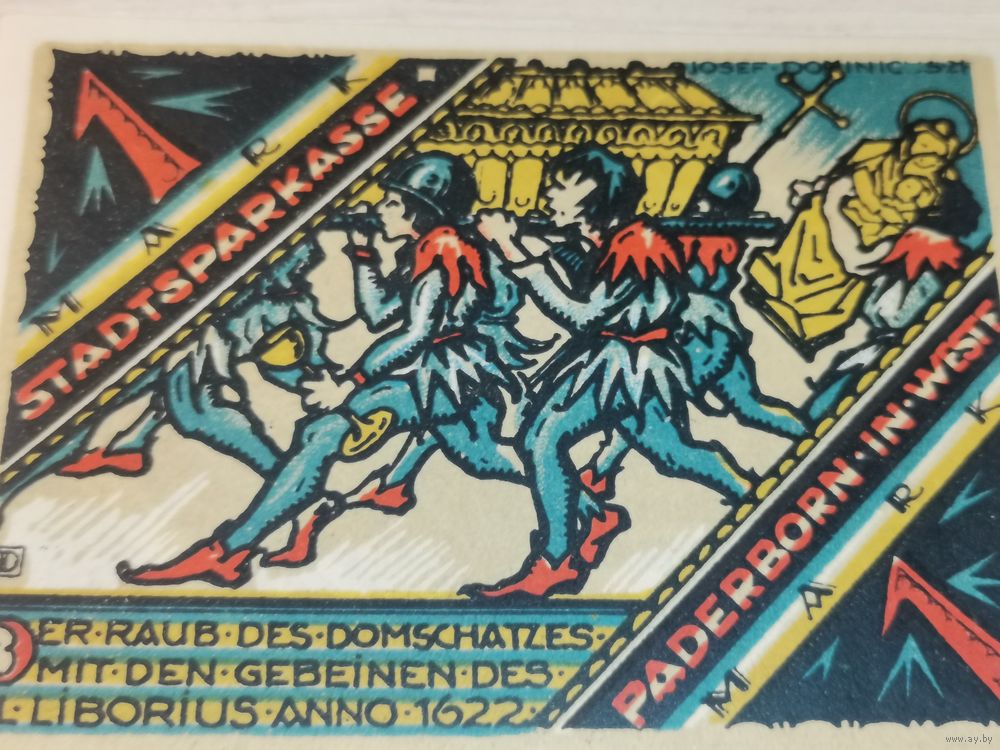 JOSEF DOMINIC
1
MARK
STADTSPARKASSE
PADERBORN·IN·WESTF
MARK
1
ER·RAUB·DES·DOMSCHATZES·
MIT·DEN·GEBEINEN·DES·
L·LIBORIUS·ANNO·1622·
www.ay.by